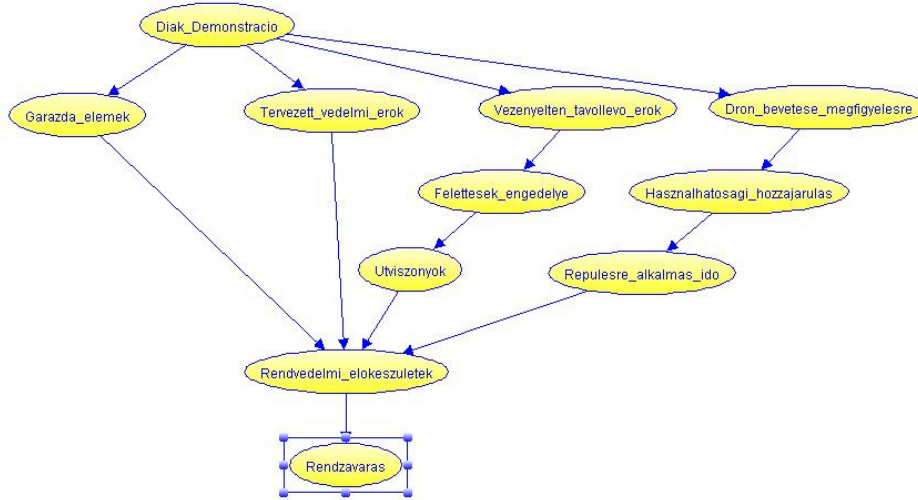 Diak_Demonstracio
Garazda_elemek
Tervezett_vedelmi_erok
Vezenyelten_tavollevo_erok
Dron_bevetese_megfigyelesre
Felettesek_engedelye
Hasznalhatosagi_hozzajarulas
Utviszonyok
Repulesre_alkalmas_ido
Rendvedelmi_elokeszuletek
Rendzavaras